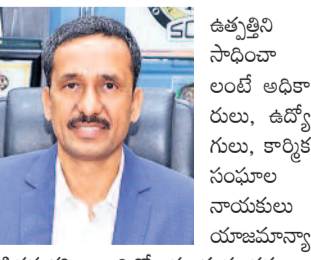 ఉత్పత్తిని
సాధించా
లంటే అధికా
రులు, ఉద్యో
గులు, కార్మిక
సంఘాల
నాయకులు
యాజమాన్యా